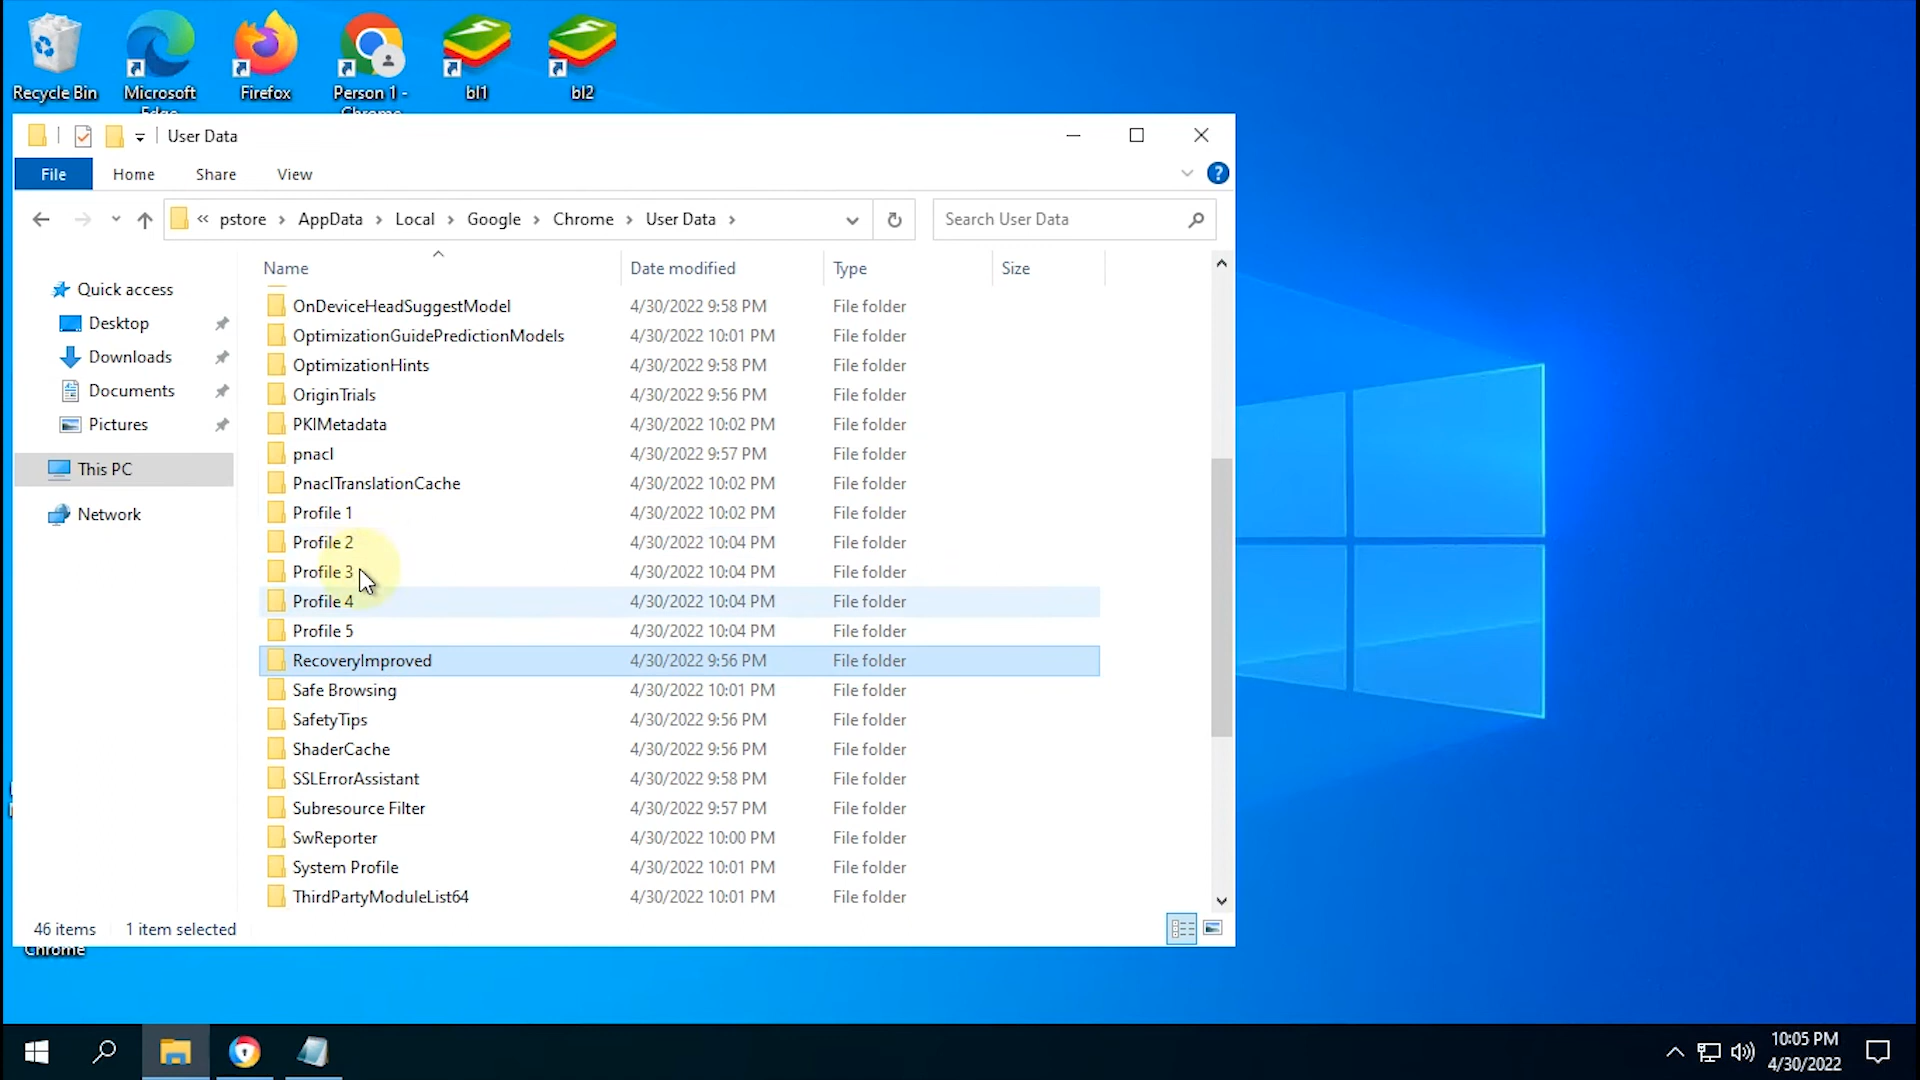 Recycle Bin
Microsoft
Edge
Firefox
Person 1 -
Chrome
bl1
bl2
User Data
File
Home
Share
View
?
« pstore > AppData > Local > Google > Chrome > User Data >
Search User Data
Name
Date modified
Type
Size
Quick access
Desktop
Downloads
Documents
Pictures
This PC
Network
OnDeviceHeadSuggestModel 4/30/2022 9:58 PM File folder
OptimizationGuidePredictionModels 4/30/2022 10:01 PM File folder
OptimizationHints 4/30/2022 9:58 PM File folder
OriginTrials 4/30/2022 9:56 PM File folder
PKIMetadata 4/30/2022 10:02 PM File folder
pnacl 4/30/2022 9:57 PM File folder
PnaclTranslationCache 4/30/2022 10:02 PM File folder
Profile 1 4/30/2022 10:02 PM File folder
Profile 2 4/30/2022 10:04 PM File folder
Profile 3 4/30/2022 10:04 PM File folder
Profile 4 4/30/2022 10:04 PM File folder
Profile 5 4/30/2022 10:04 PM File folder
RecoveryImproved 4/30/2022 9:56 PM File folder
Safe Browsing 4/30/2022 10:01 PM File folder
SafetyTips 4/30/2022 9:56 PM File folder
ShaderCache 4/30/2022 9:56 PM File folder
SSLErrorAssistant 4/30/2022 9:58 PM File folder
Subresource Filter 4/30/2022 9:57 PM File folder
SwReporter 4/30/2022 10:00 PM File folder
System Profile 4/30/2022 10:01 PM File folder
ThirdPartyModuleList64 4/30/2022 10:01 PM File folder
46 items
1 item selected
Chrome
10:05 PM
4/30/2022